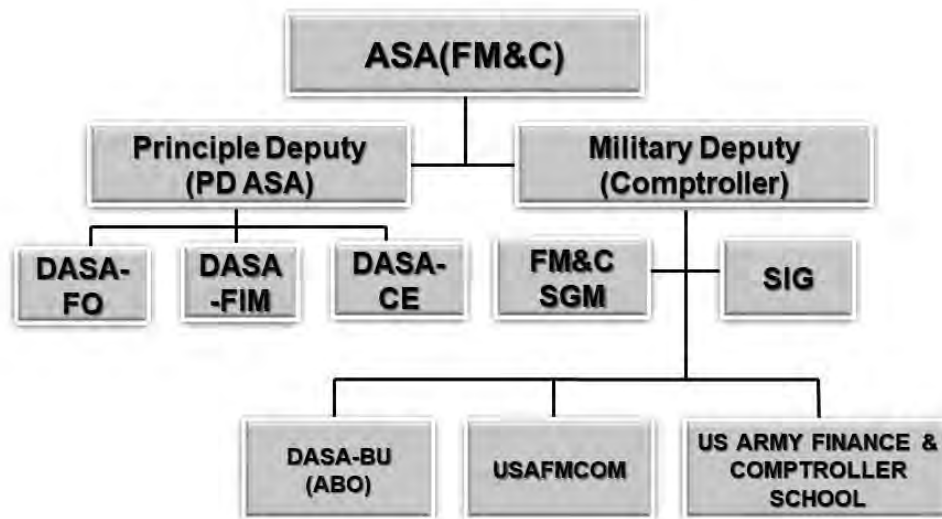 ASA(FM&C)
Principle Deputy
(PD ASA)
Military Deputy
(Comptroller)
DASA-
FO
DASA
-FIM
DASA-
CE
FM&C
SGM
SIG
DASA-BU
(ABO)
USAFMCOM
US ARMY FINANCE &
COMPTROLLER
SCHOOL